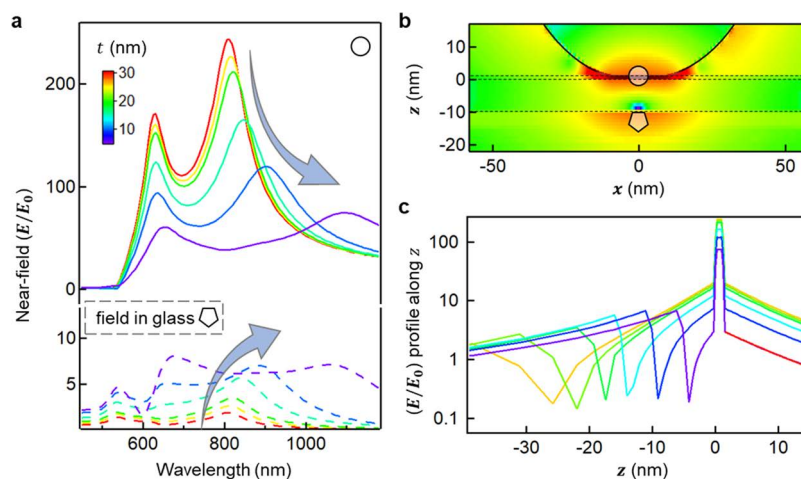 a
t (nm)
30
20
10
200
100
0
Near-field (E/E₀)
field in glass
10
5
600
800
1000
Wavelength (nm)
b
10
0
-10
-20
z (nm)
-50
0
50
x (nm)
c
100
10
1
0.1
(E/E₀) profile along z
-30
-20
-10
0
10
z (nm)